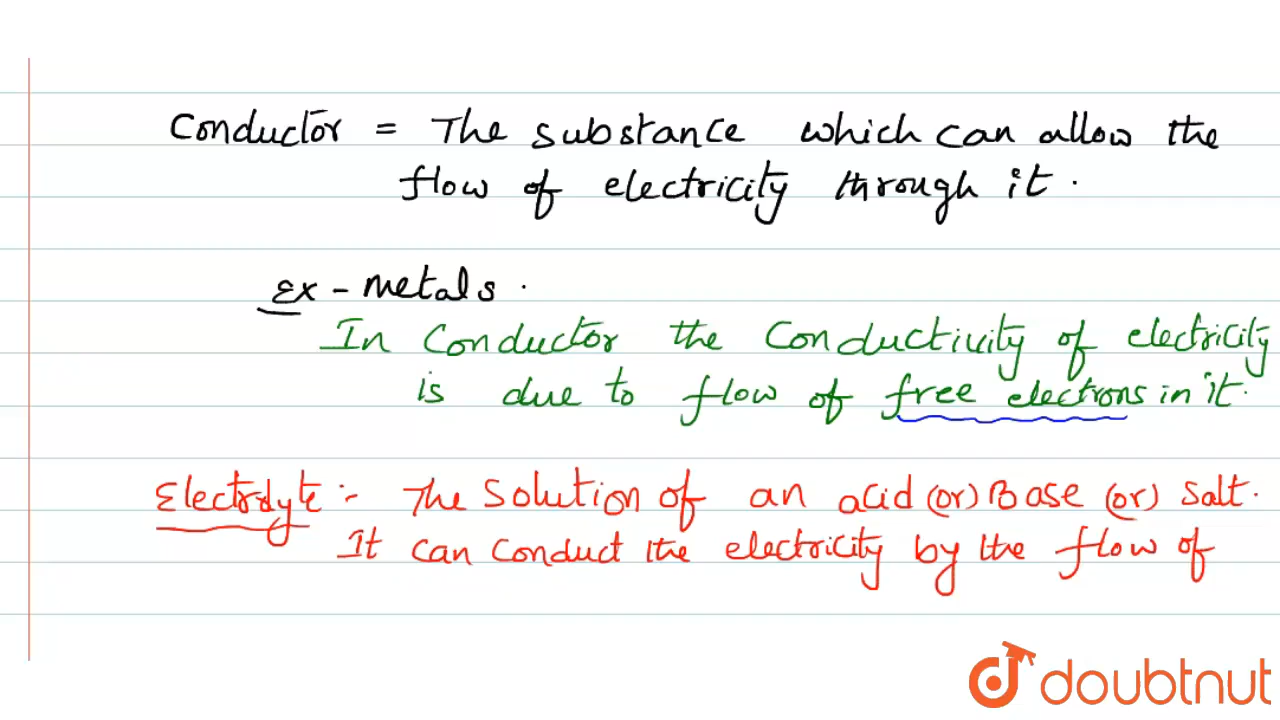 Conductor = The substance which can allow the
flow of electricity through it.
Ex - metals.
In Conductor the Conductivity of electricity
is due to flow of free electrons in it.
Electrolyte :- The Solution of an acid (or) Base (or) Salt.
It can conduct the electricity by the flow of
doubtnut